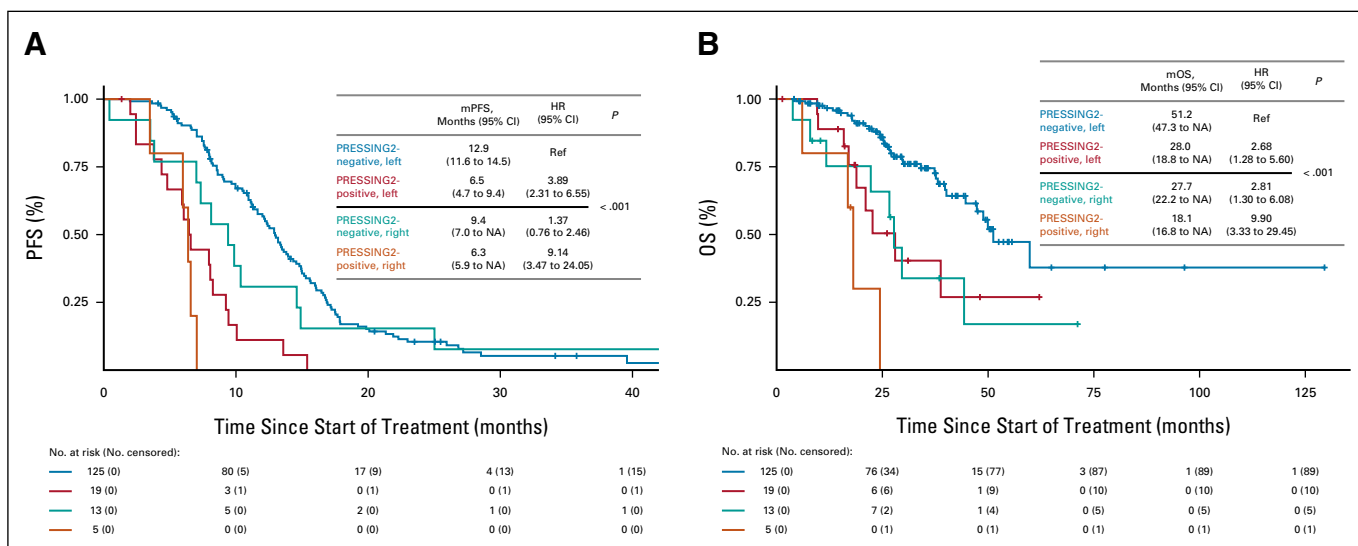 A
mPFS, Months (95% CI) HR (95% CI) P
PRESSING2-negative, left 12.9 (11.6 to 14.5) Ref
PRESSING2-positive, left 6.5 (4.7 to 9.4) 3.89 (2.31 to 6.55)
< .001
PRESSING2-negative, right 9.4 (7.0 to NA) 1.37 (0.76 to 2.46)
PRESSING2-positive, right 6.3 (5.9 to NA) 9.14 (3.47 to 24.05)
PFS (%)
1.00
0.75
0.50
0.25
0 10 20 30 40
Time Since Start of Treatment (months)
No. at risk (No. censored):
125 (0) 80 (5) 17 (9) 4 (13) 1 (15)
19 (0) 3 (1) 0 (1) 0 (1) 0 (1)
13 (0) 5 (0) 2 (0) 1 (0) 1 (0)
5 (0) 0 (0) 0 (0) 0 (0) 0 (0)
B
mOS, Months (95% CI) HR (95% CI) P
PRESSING2-negative, left 51.2 (47.3 to NA) Ref
PRESSING2-positive, left 28.0 (18.8 to NA) 2.68 (1.28 to 5.60)
< .001
PRESSING2-negative, right 27.7 (22.2 to NA) 2.81 (1.30 to 6.08)
PRESSING2-positive, right 18.1 (16.8 to NA) 9.90 (3.33 to 29.45)
OS (%)
1.00
0.75
0.50
0.25
0 25 50 75 100 125
Time Since Start of Treatment (months)
No. at risk (No. censored):
125 (0) 76 (34) 15 (77) 3 (87) 1 (89) 1 (89)
19 (0) 6 (6) 1 (9) 0 (10) 0 (10) 0 (10)
13 (0) 7 (2) 1 (4) 0 (5) 0 (5) 0 (5)
5 (0) 0 (1) 0 (1) 0 (1) 0 (1) 0 (1)